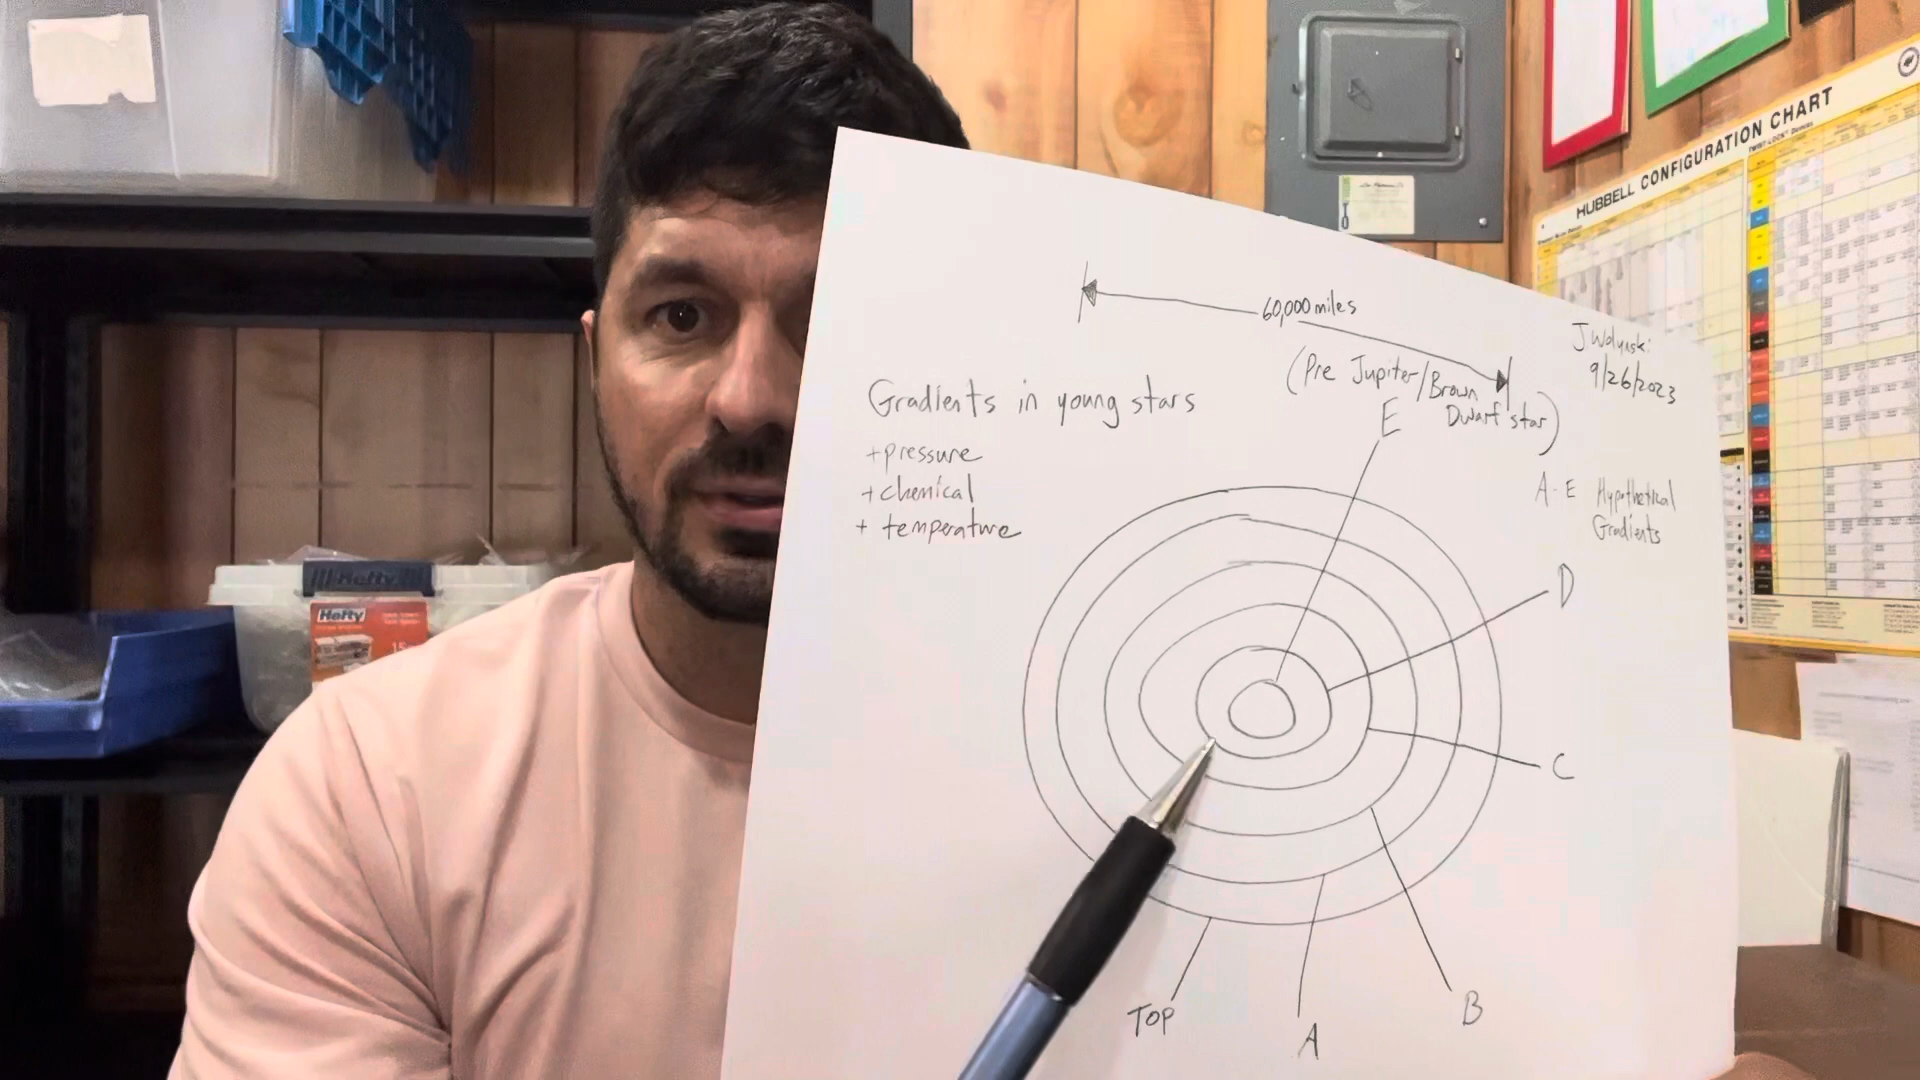 60,000 miles
(Pre Jupiter/Brown
Dwarf star)
J Wolynski
9/26/2023
Gradients in young stars
+pressure
+chemical
+ temperature
A-E Hypothetical
Gradients
E
D
C
B
A
TOP
HUBBELL CONFIGURATION CHART
Hefty
Hefty
15